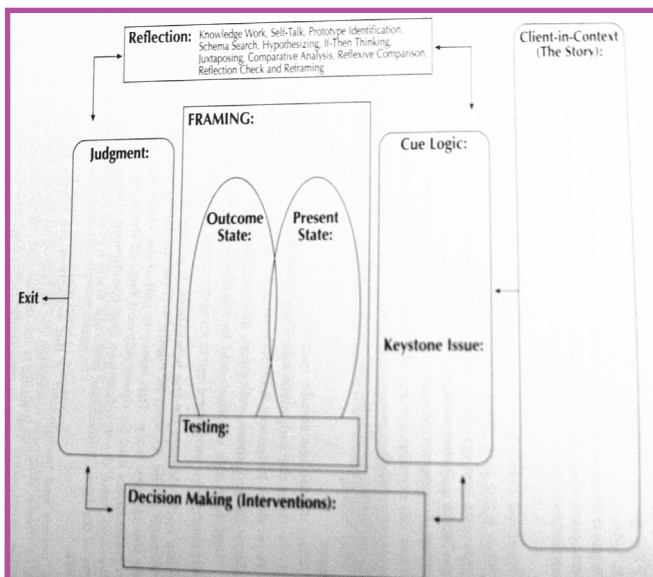 Reflection: Knowledge Work, Self-Talk, Prototype Identification,
Schema Search, Hypothesizing, If-Then Thinking,
Juxtaposing, Comparative Analysis, Reflexive Comparison,
Reflection Check and Reframing
Client-in-Context
(The Story):
FRAMING:
Judgment:
Cue Logic:
Outcome
State:
Present
State:
Exit
Keystone Issue:
Testing:
Decision Making (Interventions):